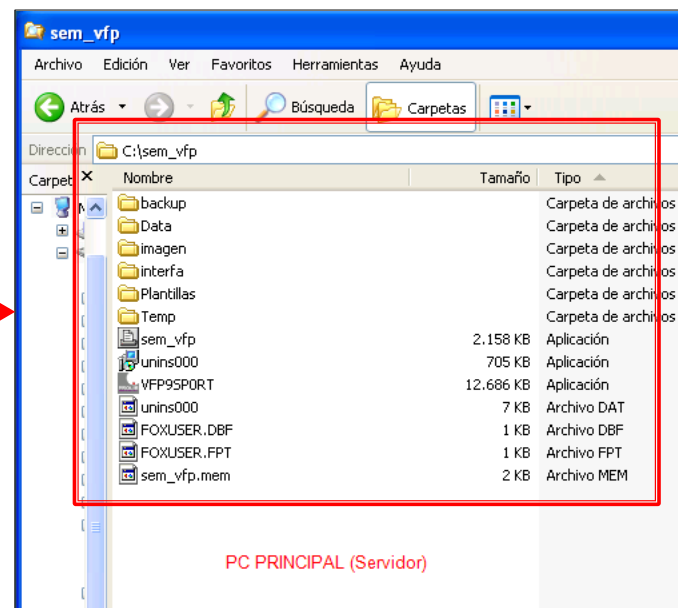 sem_vfp
Archivo Edición Ver Favoritos Herramientas Ayuda
Atrás Búsqueda Carpetas
Dirección C:\sem_vfp
Carpet Nombre Tamaño Tipo
backup Carpeta de archivos
Data Carpeta de archivos
imagen Carpeta de archivos
interfa Carpeta de archivos
Plantillas Carpeta de archivos
Temp Carpeta de archivos
sem_vfp 2.158 KB Aplicación
unins000 705 KB Aplicación
VFP9SPORT 12.686 KB Aplicación
unins000 7 KB Archivo DAT
FOXUSER.DBF 1 KB Archivo DBF
FOXUSER.FPT 1 KB Archivo FPT
sem_vfp.mem 2 KB Archivo MEM
PC PRINCIPAL (Servidor)